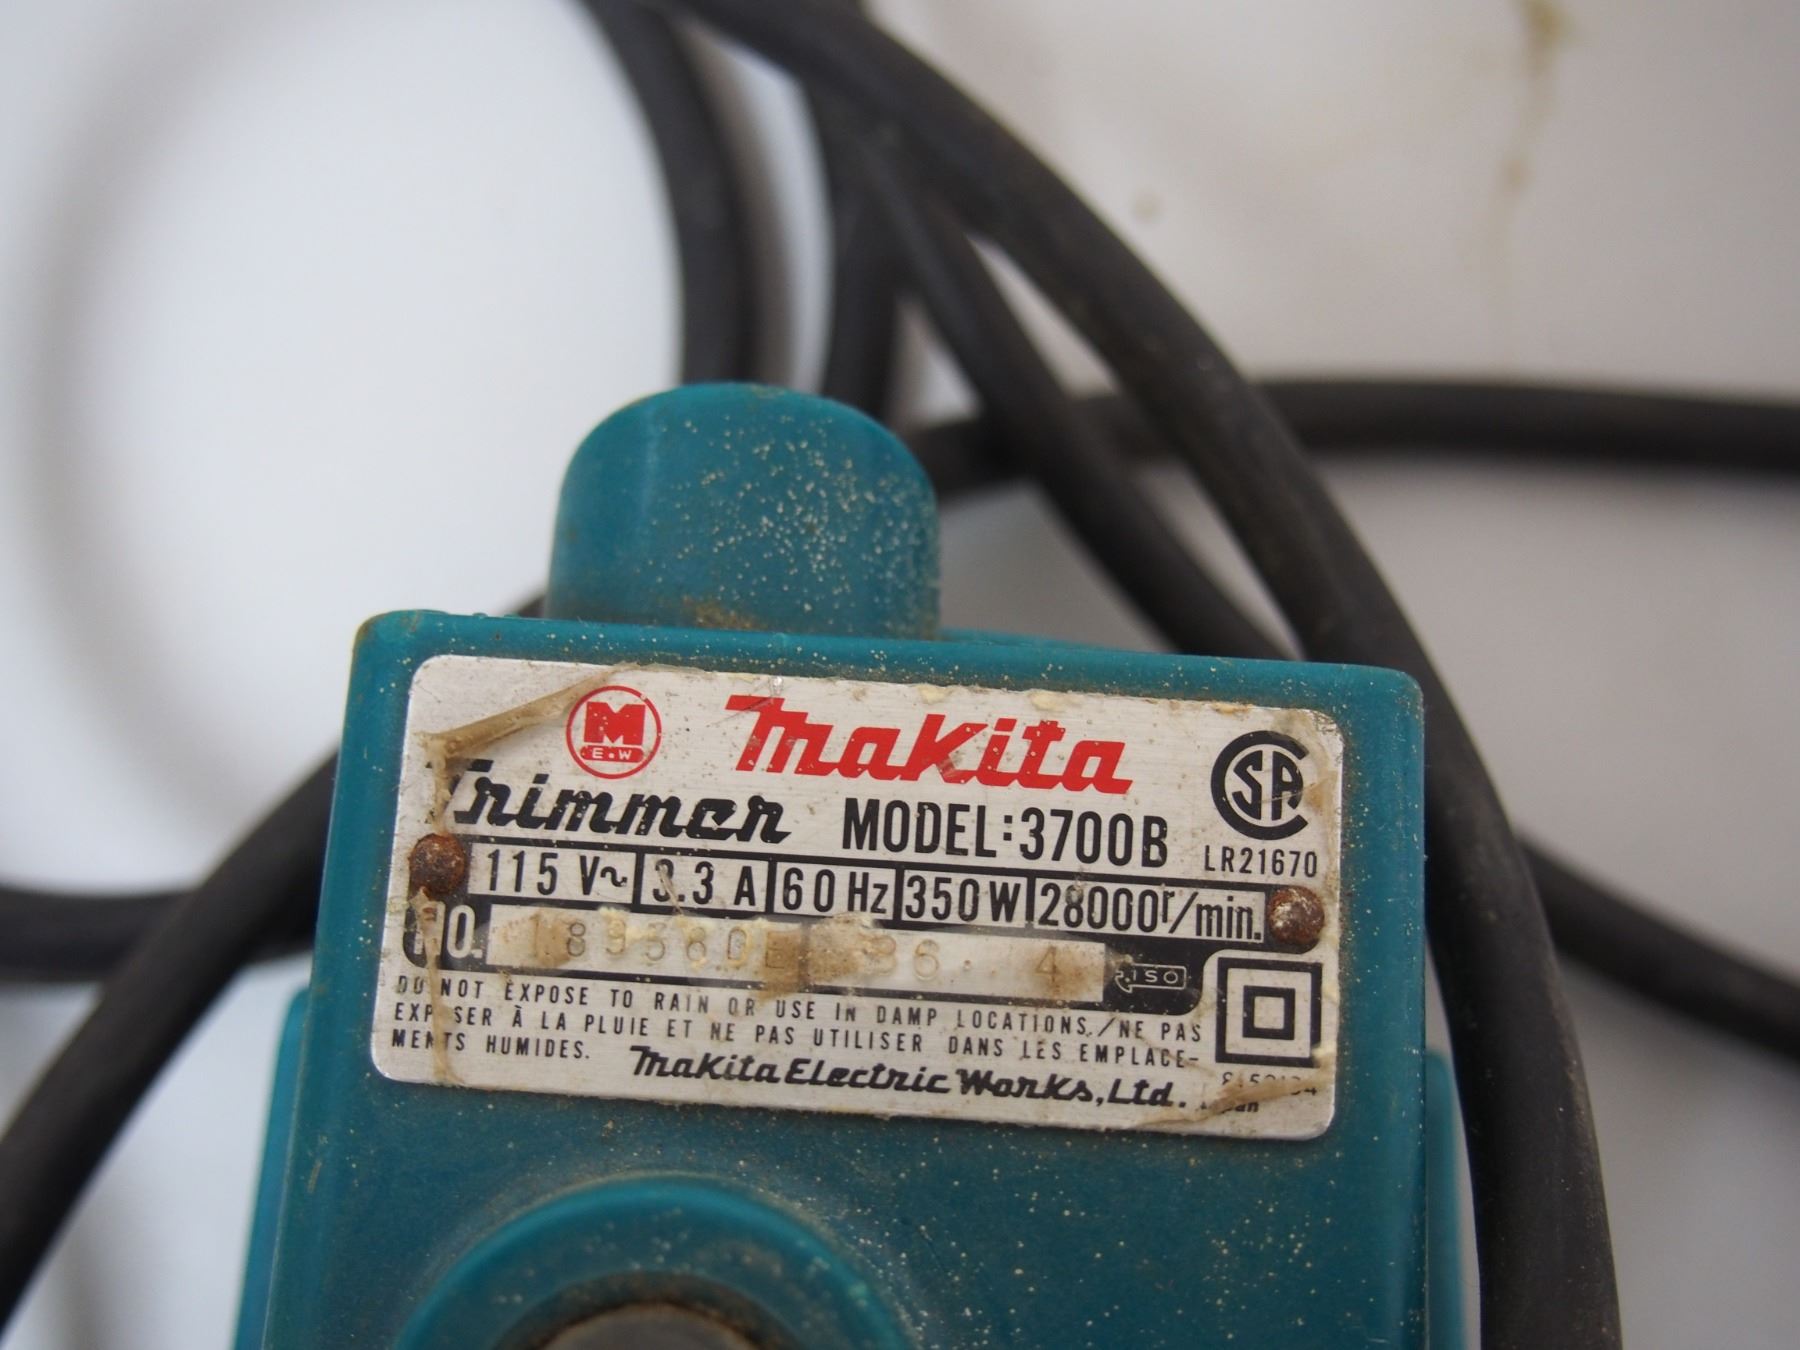 M
E.W
Makita
Trimmer MODEL:3700B
SA
LR21670
115 V~ 3.3 A 60 Hz 350W 28000r/min.
NO.
ISO
DO NOT EXPOSE TO RAIN OR USE IN DAMP LOCATIONS./NE PAS
EXPOSER À LA PLUIE ET NE PAS UTILISER DANS LES EMPLACE-
MENTS HUMIDES.
Makita Electric Works, Ltd.
Japan